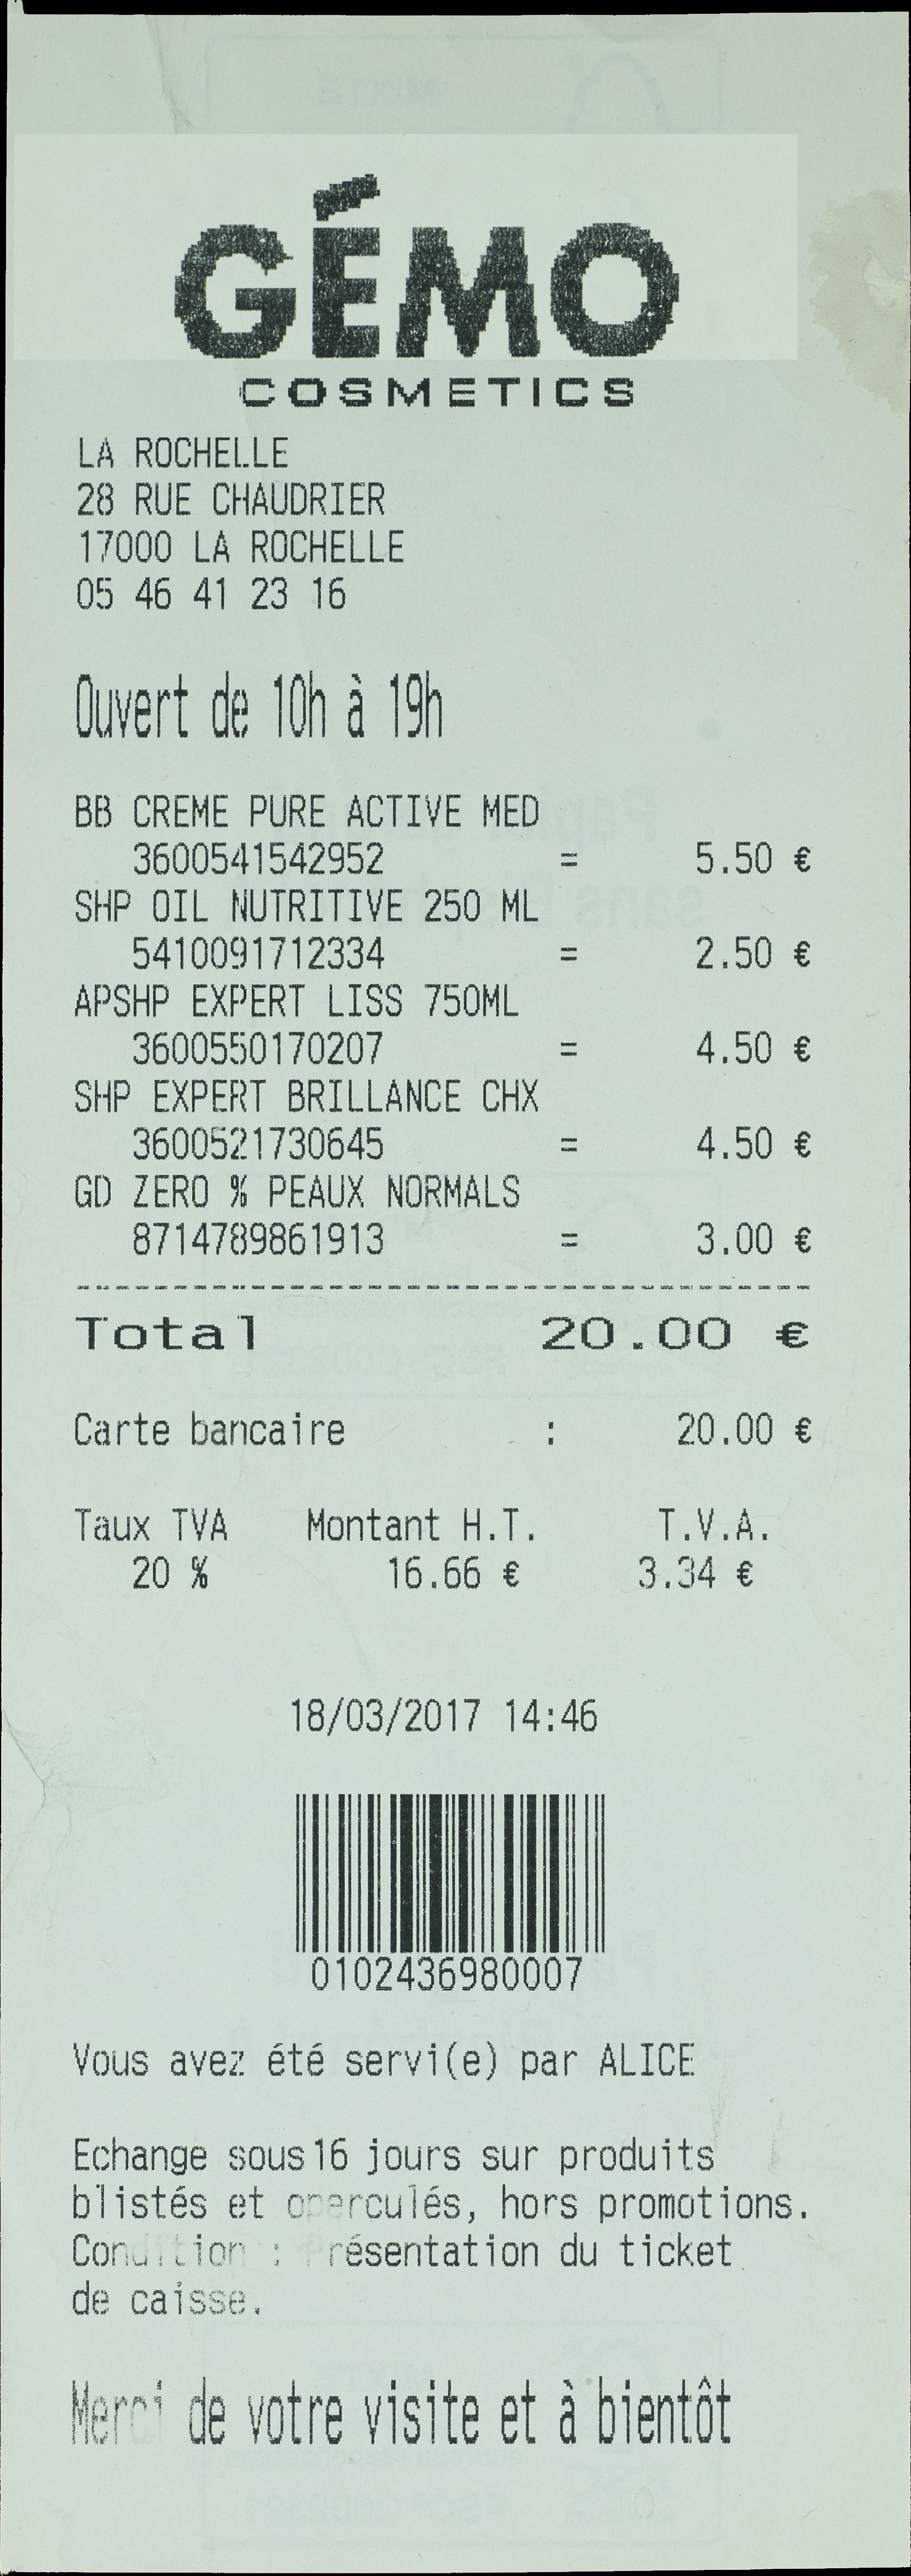 GÉMO
COSMETICS
LA ROCHELLE
28 RUE CHAUDRIER
17000 LA ROCHELLE
05 46 41 23 16
Ouvert de 10h à 19h
BB CREME PURE ACTIVE MED
3600541542952 = 5.50 €
SHP OIL NUTRITIVE 250 ML
5410091712334 = 2.50 €
APSHP EXPERT LISS 750ML
3600550170207 = 4.50 €
SHP EXPERT BRILLANCE CHX
3600521730645 = 4.50 €
GD ZERO % PEAUX NORMALS
8714789861913 = 3.00 €
Total 20.00 €
Carte bancaire : 20.00 €
Taux TVA Montant H.T. T.V.A.
20 % 16.66 € 3.34 €
18/03/2017 14:46
0102436980007
Vous avez été servi(e) par ALICE
Echange sous 16 jours sur produits
blistés et operculés, hors promotions.
Condition : Présentation du ticket
de caisse.
Merci de votre visite et à bientôt